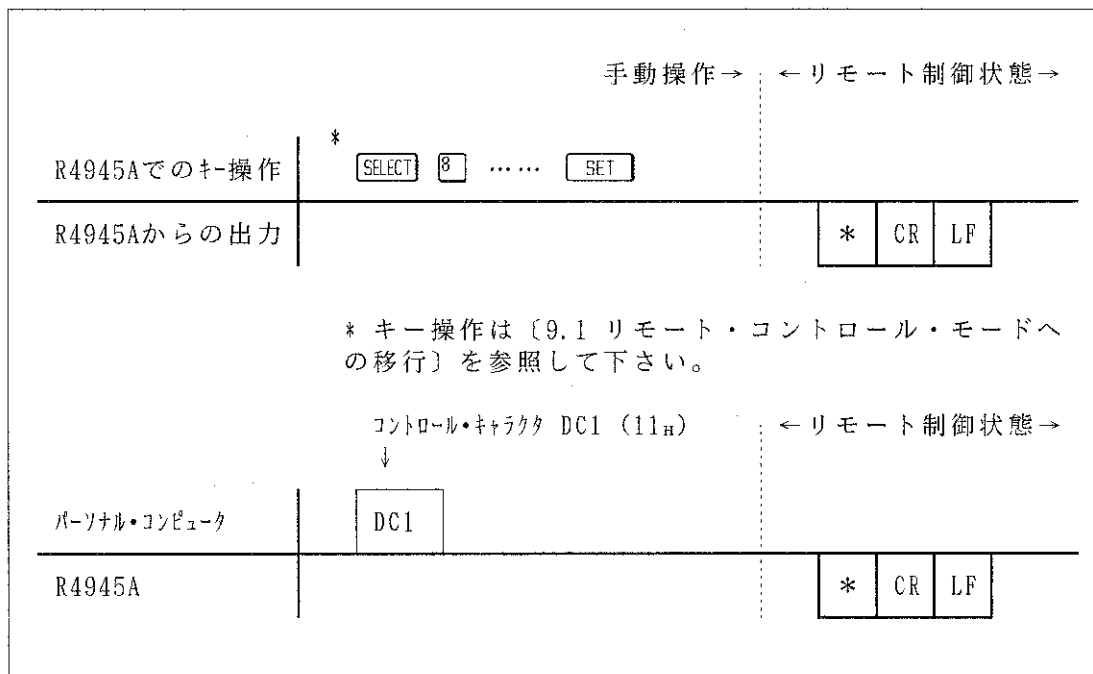 手動操作→ ←リモート制御状態→
*
R4945Aでのキー操作 SELECT 8 …… SET
R4945Aからの出力 * CR LF
* キー操作は〔9.1 リモート・コントロール・モードへ
の移行〕を参照して下さい。
コントロール・キャラクタ DC1 (11H) ←リモート制御状態→
↓
パーソナル・コンピュータ DC1
R4945A * CR LF